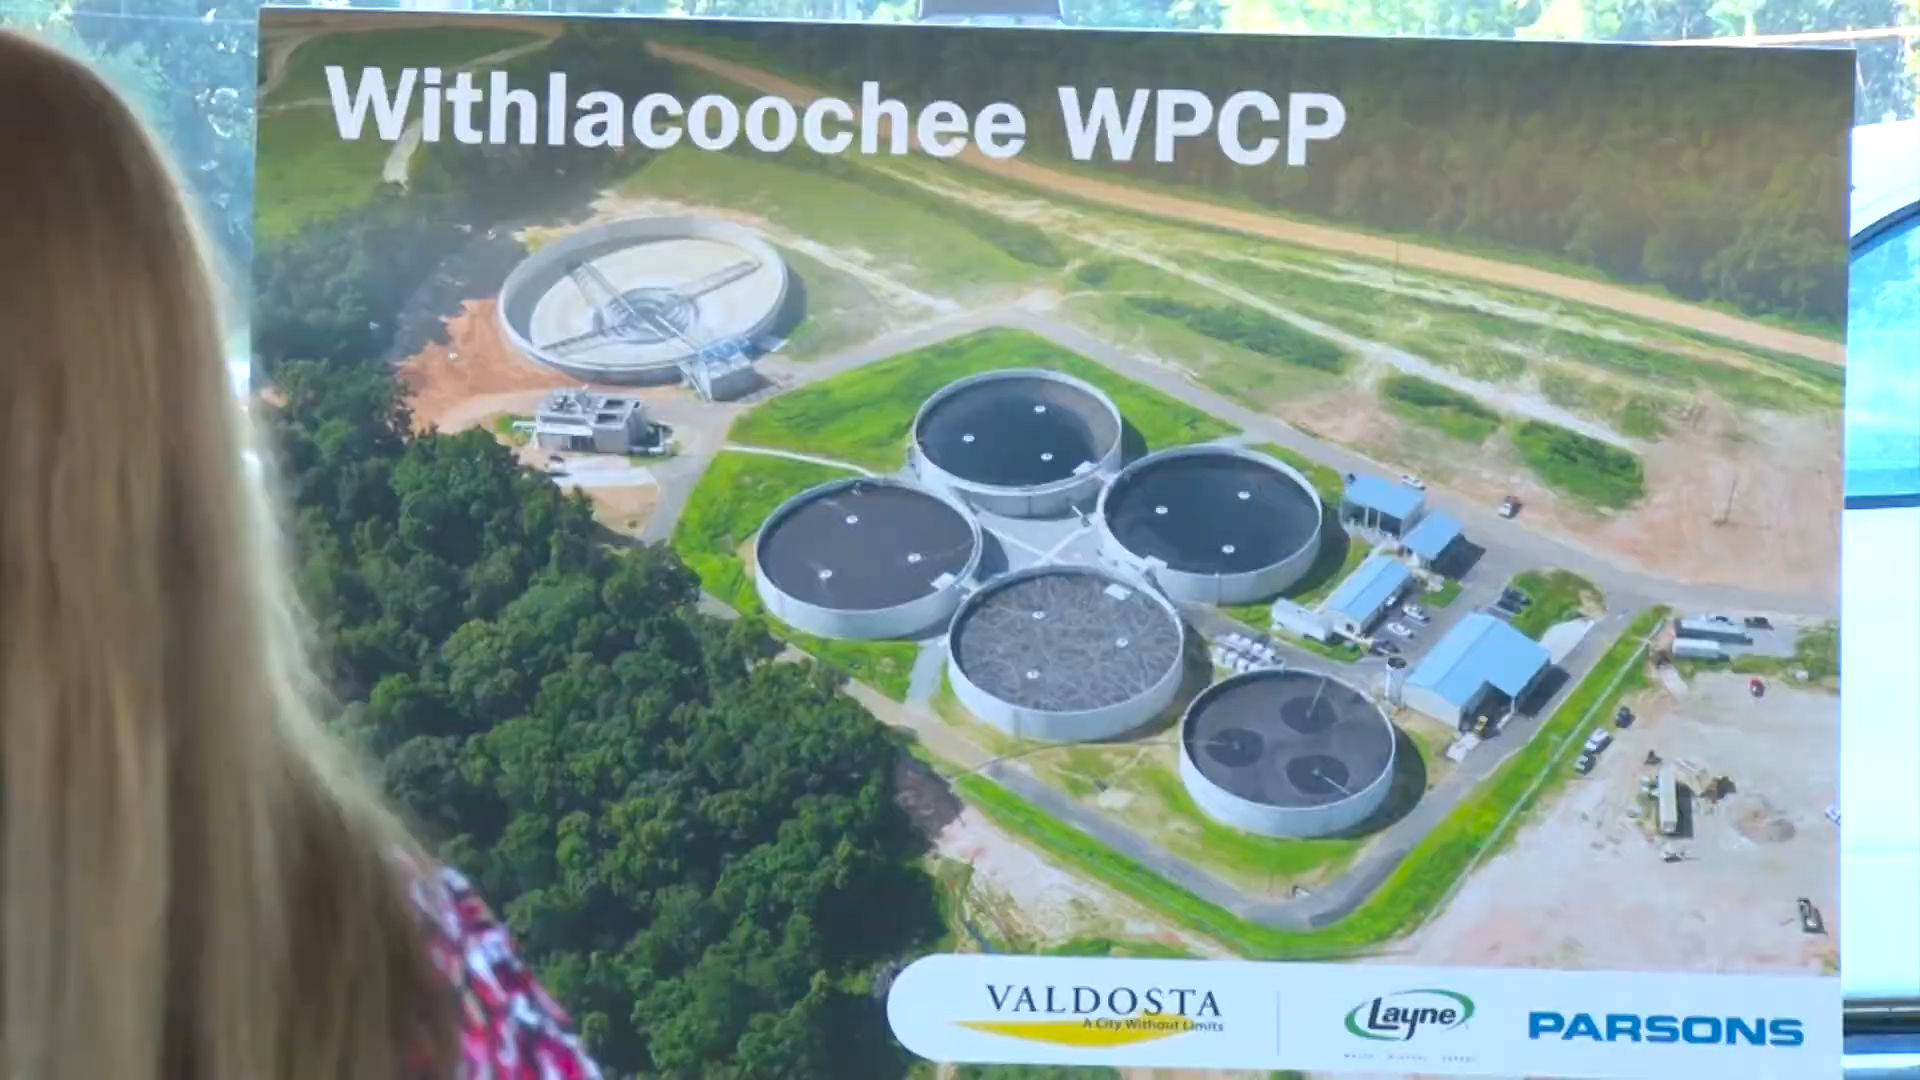 Withlacoochee WPCP
VALDOSTA
A City Without Limits
Layne
PARSONS